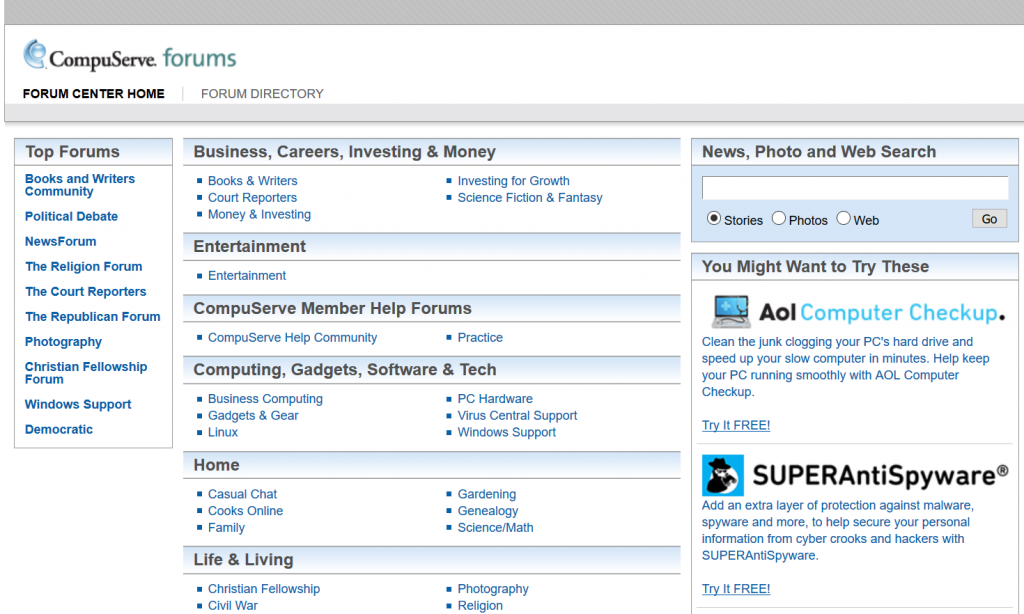 CompuServe. forums
FORUM CENTER HOME
FORUM DIRECTORY
Top Forums
Books and Writers
Community
Political Debate
NewsForum
The Religion Forum
The Court Reporters
The Republican Forum
Photography
Christian Fellowship
Forum
Windows Support
Democratic
Business, Careers, Investing & Money
Books & Writers
Court Reporters
Money & Investing
Investing for Growth
Science Fiction & Fantasy
Entertainment
Entertainment
CompuServe Member Help Forums
CompuServe Help Community
Practice
Computing, Gadgets, Software & Tech
Business Computing
Gadgets & Gear
Linux
PC Hardware
Virus Central Support
Windows Support
Home
Casual Chat
Cooks Online
Family
Gardening
Genealogy
Science/Math
Life & Living
Christian Fellowship
Civil War
Photography
Religion
News, Photo and Web Search
Stories Photos Web Go
You Might Want to Try These
Aol Computer Checkup.
Clean the junk clogging your PC's hard drive and
speed up your slow computer in minutes. Help keep
your PC running smoothly with AOL Computer
Checkup.
Try It FREE!
SUPERAntiSpyware®
Add an extra layer of protection against malware,
spyware and more, to help secure your personal
information from cyber crooks and hackers with
SUPERAntiSpyware.
Try It FREE!